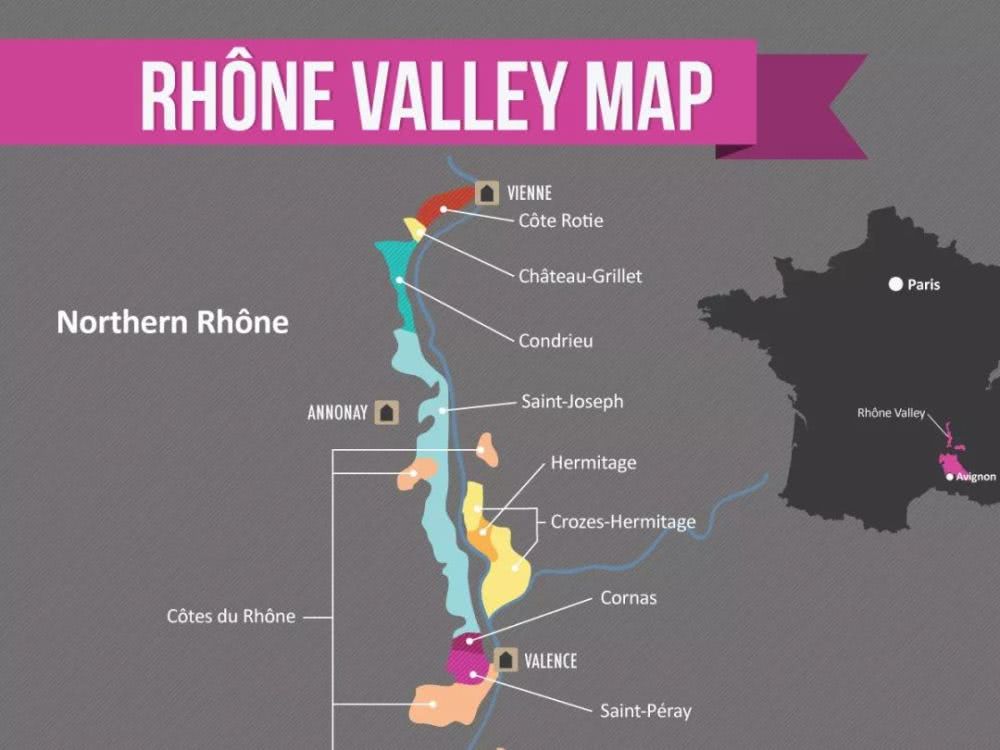 RHÔNE VALLEY MAP
VIENNE
Côte Rotie
Château-Grillet
Paris
Northern Rhône
Condrieu
Saint-Joseph
ANNONAY
Rhône Valley
Hermitage
Avignon
Crozes-Hermitage
Cornas
Côtes du Rhône
VALENCE
Saint-Péray